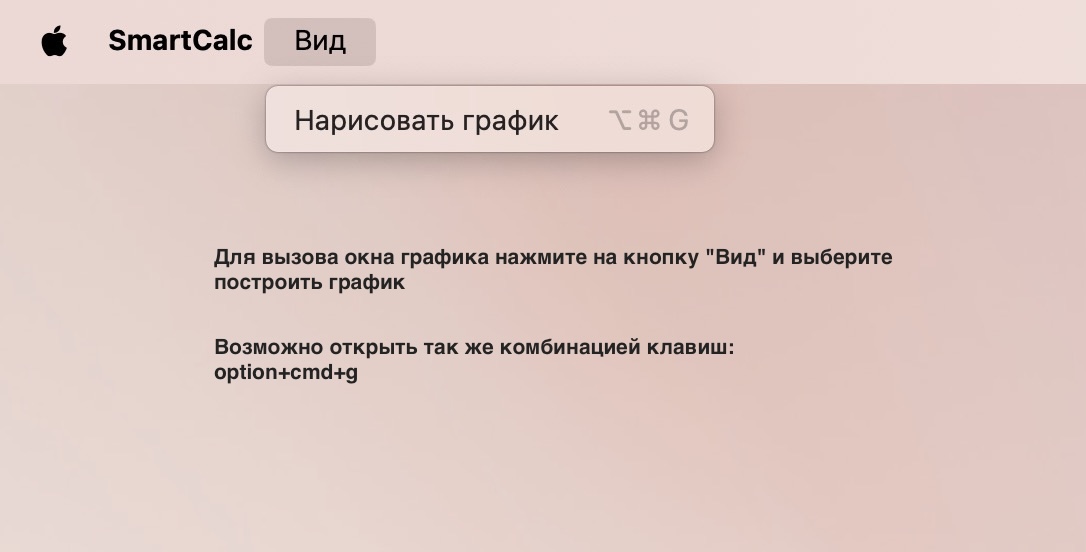 SmartCalc Вид
Нарисовать график ⌥⌘G
Для вызова окна графика нажмите на кнопку "Вид" и выберите
построить график
Возможно открыть так же комбинацией клавиш:
option+cmd+g